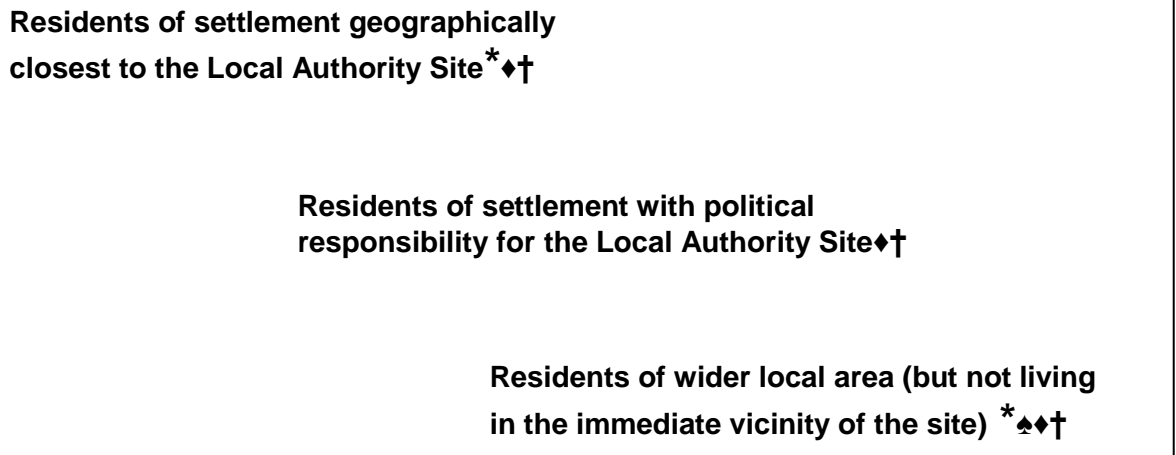 Residents of settlement geographically
closest to the Local Authority Site*♦†
Residents of settlement with political
responsibility for the Local Authority Site♦†
Residents of wider local area (but not living
in the immediate vicinity of the site) *♠♦†